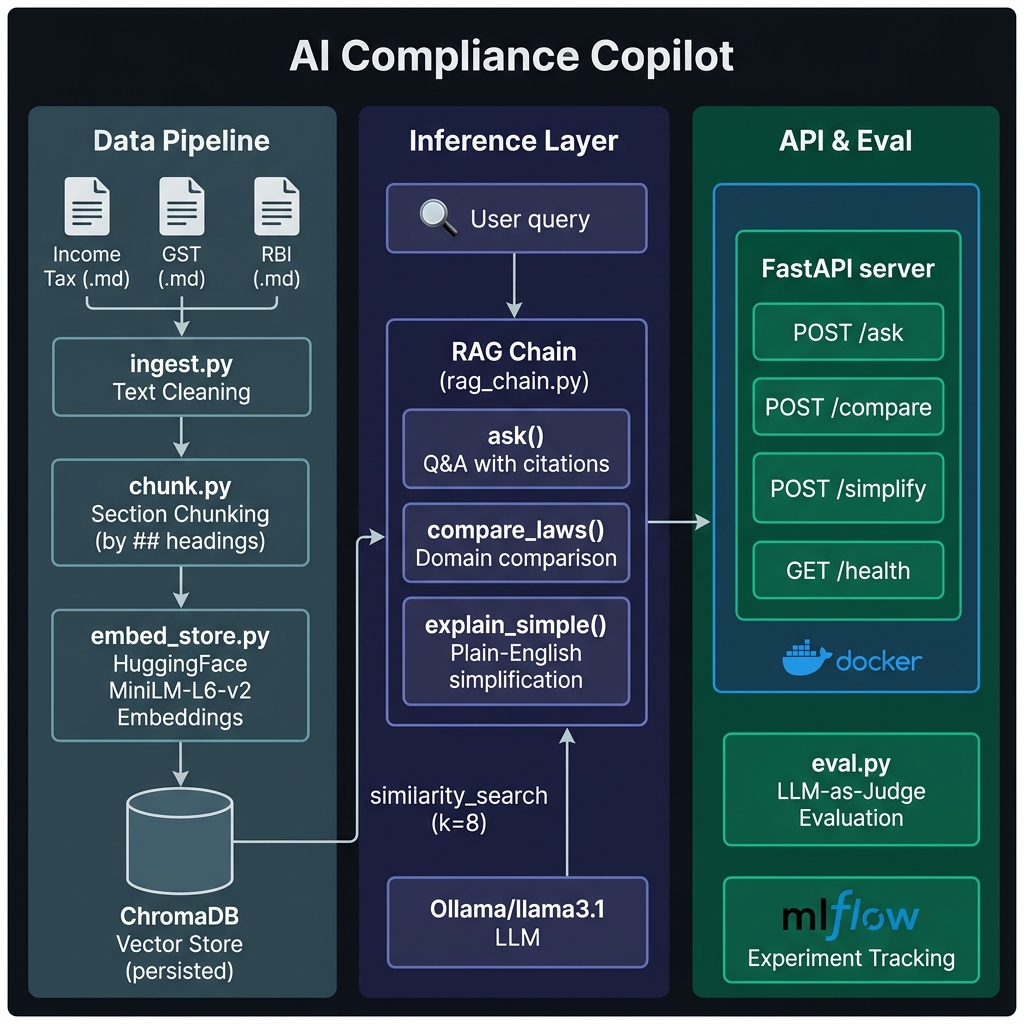 AI Compliance Copilot
Data Pipeline
Income
Tax (.md)
GST
(.md)
RBI
(.md)
ingest.py
Text Cleaning
chunk.py
Section Chunking
(by ## headings)
embed_store.py
HuggingFace
MiniLM-L6-v2
Embeddings
ChromaDB
Vector Store
(persisted)
Inference Layer
User query
RAG Chain
(rag_chain.py)
ask()
Q&A with citations
compare_laws()
Domain comparison
explain_simple()
Plain-English
simplification
similarity_search
(k=8)
Ollama/llama3.1
LLM
API & Eval
FastAPI server
POST /ask
POST /compare
POST /simplify
GET /health
docker
eval.py
LLM-as-Judge
Evaluation
mlflow
Experiment Tracking